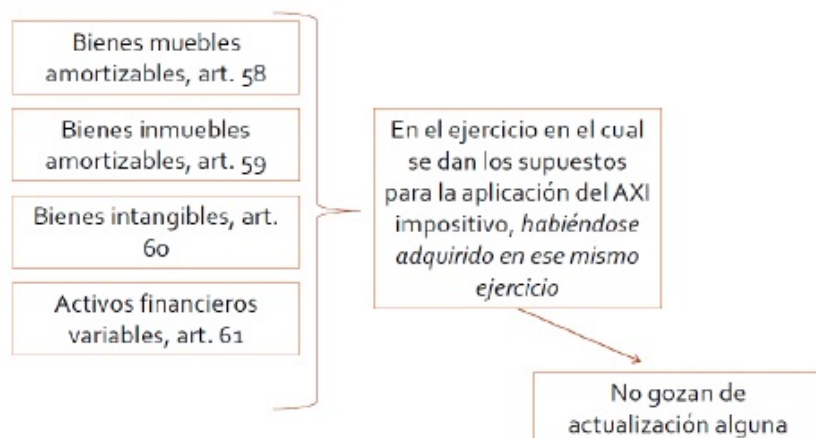 Bienes muebles
amortizables, art. 58
Bienes inmuebles
amortizables, art. 59
Bienes intangibles, art.
60
Activos financieros
variables, art. 61
En el ejercicio en el cual
se dan los supuestos
para la aplicación del AXI
impositivo, habiéndose
adquirido en ese mismo
ejercicio
No gozan de
actualización alguna